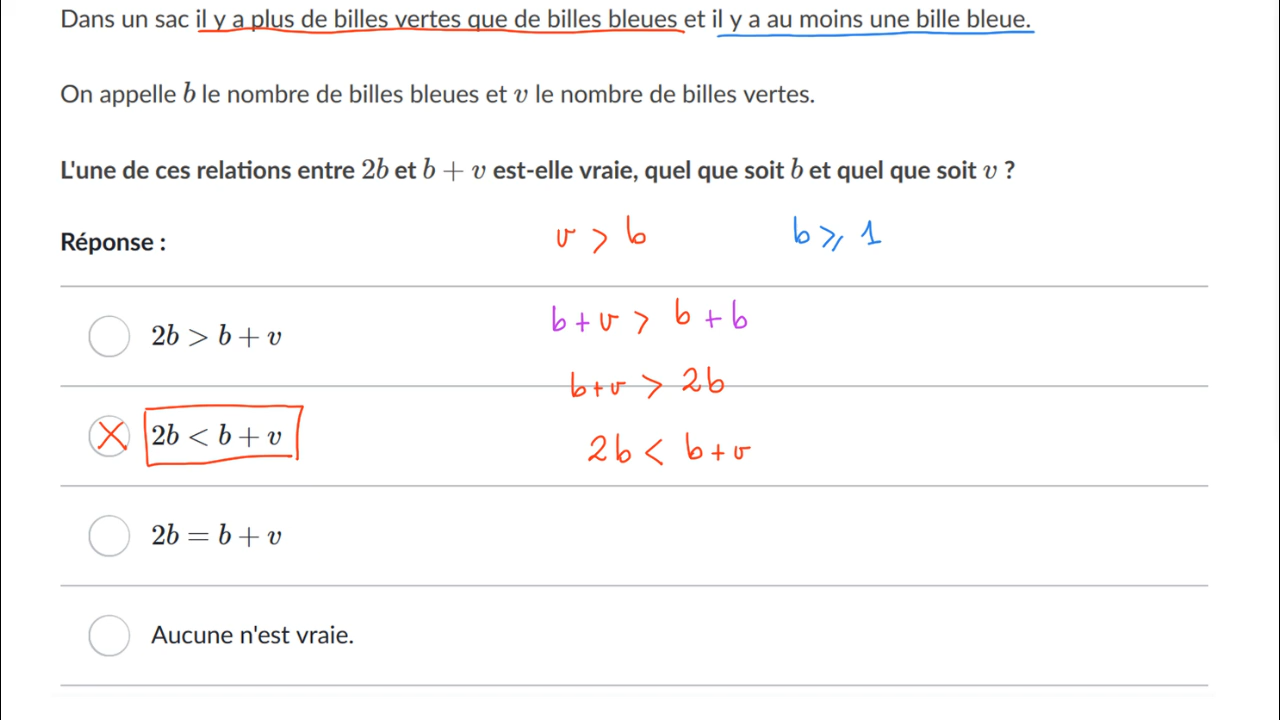 Dans un sac il y a plus de billes vertes que de billes bleues et il y a au moins une bille bleue.
On appelle b le nombre de billes bleues et v le nombre de billes vertes.
L'une de ces relations entre 2b et b + v est-elle vraie, quel que soit b et quel que soit v ?
Réponse :
v > b
b ⩾ 1
b + v > b + b
2b > b + v
b+v > 2b
2b < b + v
2b < b + v
2b = b + v
Aucune n'est vraie.